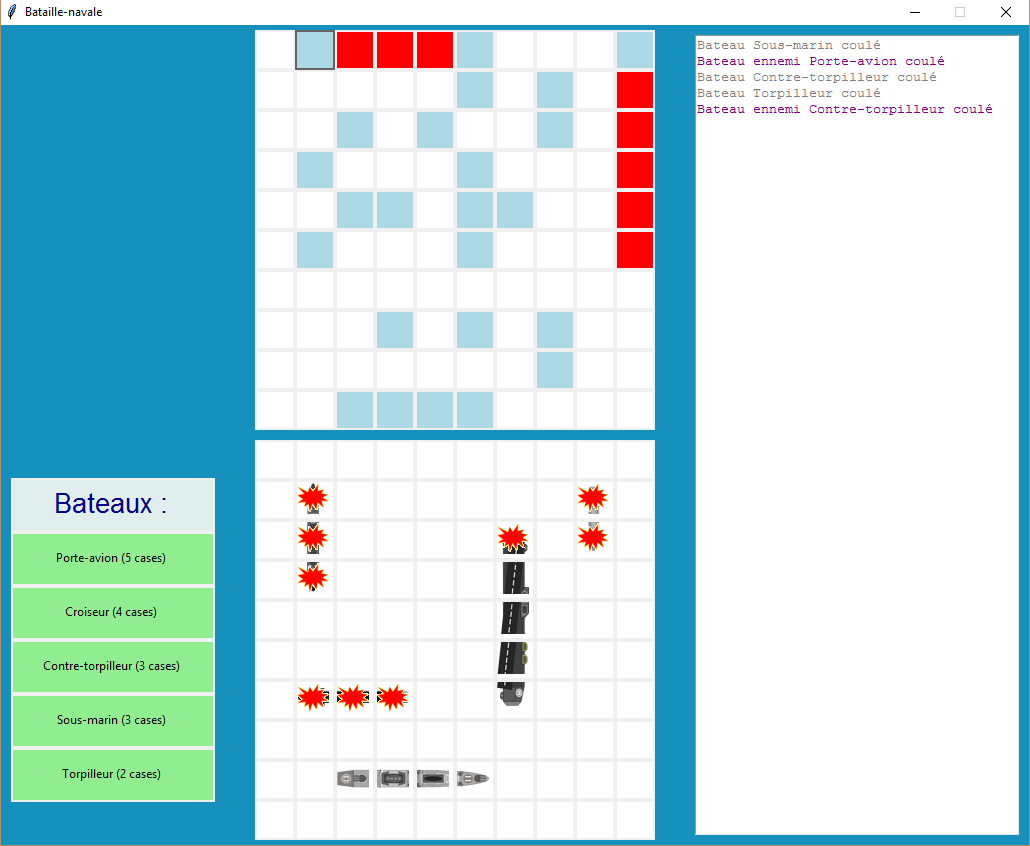 Bataille-navale
Bateau Sous-marin coulé
Bateau ennemi Porte-avion coulé
Bateau Contre-torpilleur coulé
Bateau Torpilleur coulé
Bateau ennemi Contre-torpilleur coulé
Bateaux :
Porte-avion (5 cases)
Croiseur (4 cases)
Contre-torpilleur (3 cases)
Sous-marin (3 cases)
Torpilleur (2 cases)